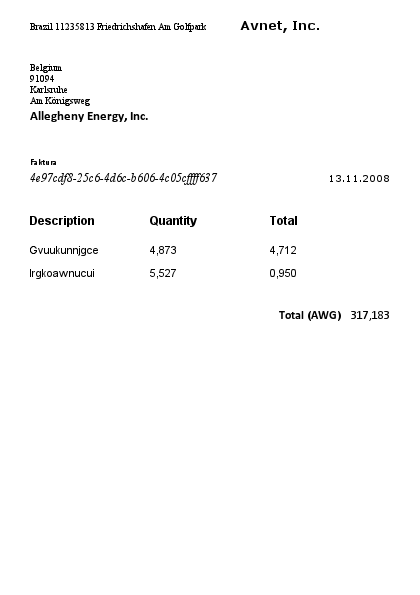 Brazil 11235813 Friedrichshafen Am Golfpark Avnet, Inc.
Belgium
91094
Karlsruhe
Am Königsweg
Allegheny Energy, Inc.
Faktura
4e97cdf8-25c6-4d6c-b606-4c05cffff637 13.11.2008
Description Quantity Total
Gvuukunnjgce 4,873 4,712
Irgkoawnucui 5,527 0,950
Total (AWG) 317,183